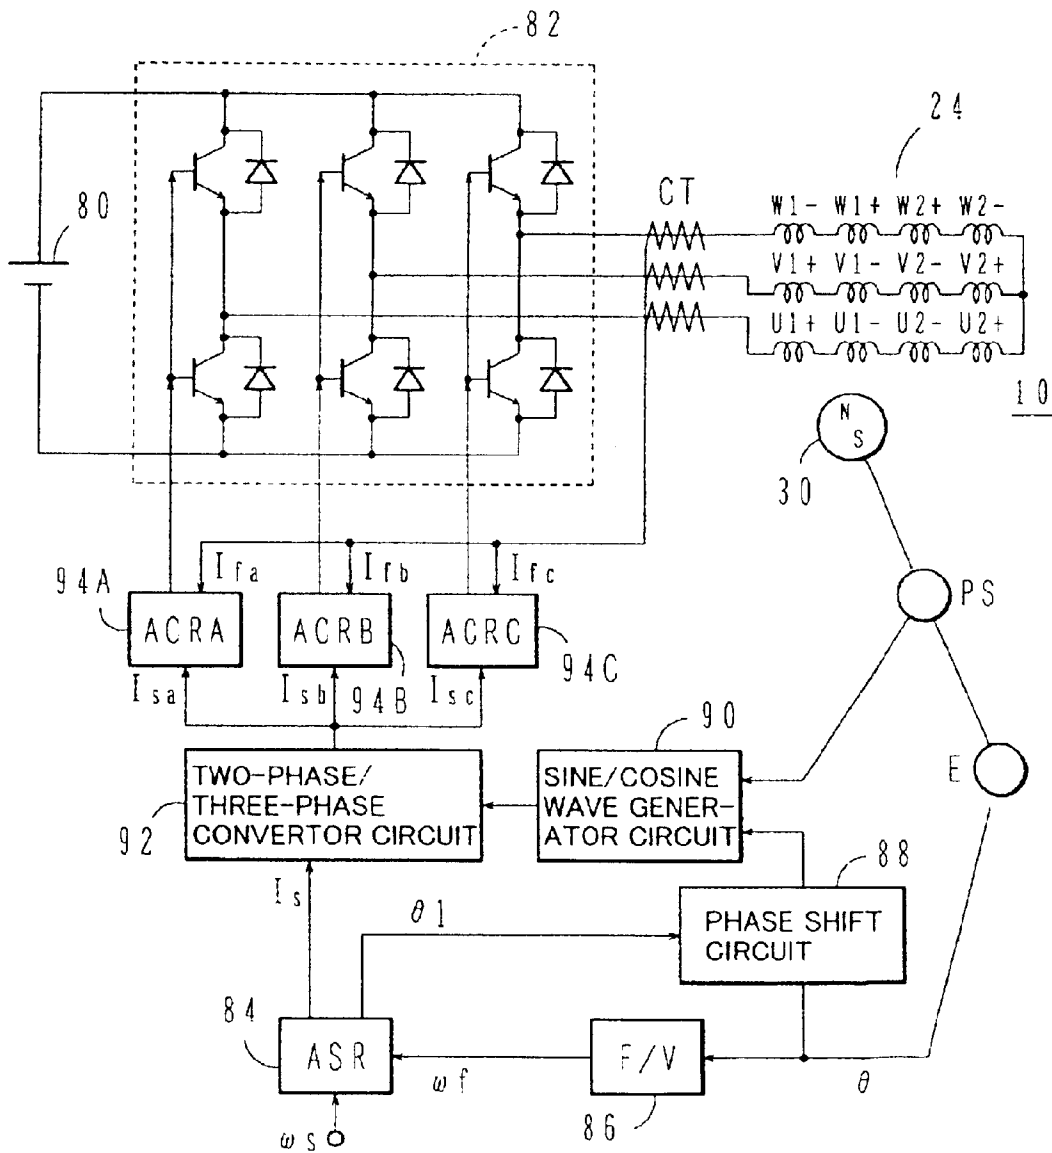 82
24
80
CT
W1- W1+ W2+ W2-
V1+ V1- V2- V2+
U1+ U1- U2- U2+
10
N
S
30
Ifa
Ifb
Ifc
94A
PS
ACRA
ACRB
ACRC
94B
94C
Isa
Isb
Isc
90
E
TWO-PHASE/
THREE-PHASE
CONVERTOR CIRCUIT
SINE/COSINE
WAVE GENER-
ATOR CIRCUIT
92
88
Is
θ1
PHASE SHIFT
CIRCUIT
84
ASR
F/V
ωf
θ
86
ωs